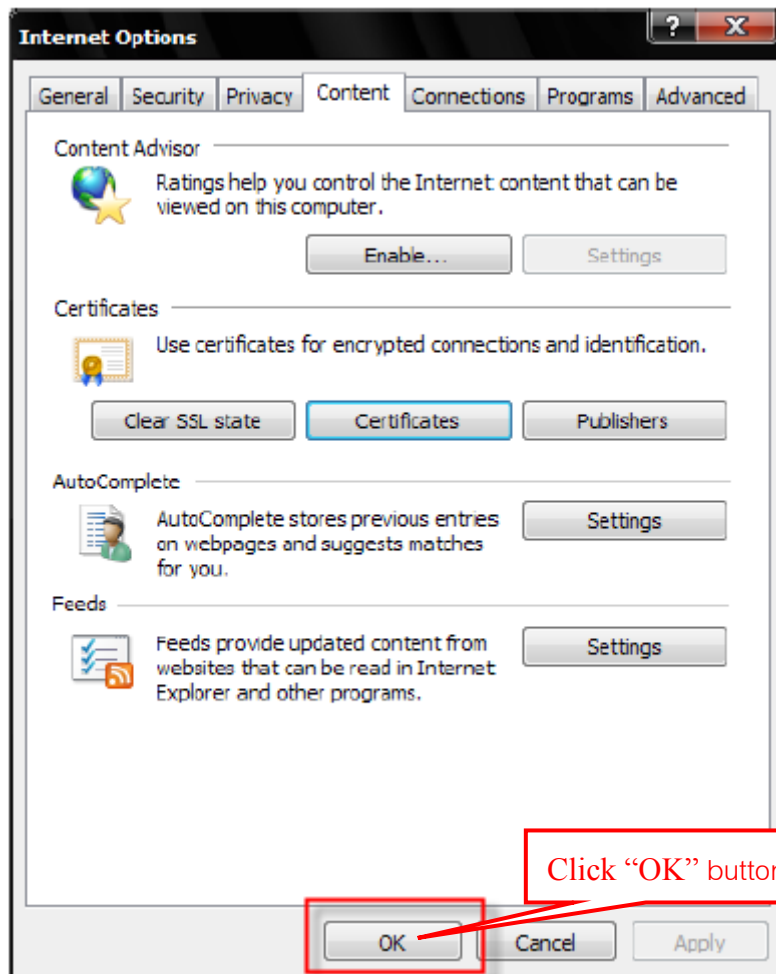 Internet Options
?
X
General Security Privacy Content Connections Programs Advanced
Content Advisor
Ratings help you control the Internet content that can be
viewed on this computer.
Enable... Settings
Certificates
Use certificates for encrypted connections and identification.
Clear SSL state Certificates Publishers
AutoComplete
AutoComplete stores previous entries
on webpages and suggests matches
for you.
Settings
Feeds
Feeds provide updated content from
websites that can be read in Internet
Explorer and other programs.
Settings
Click “OK” button
OK Cancel Apply